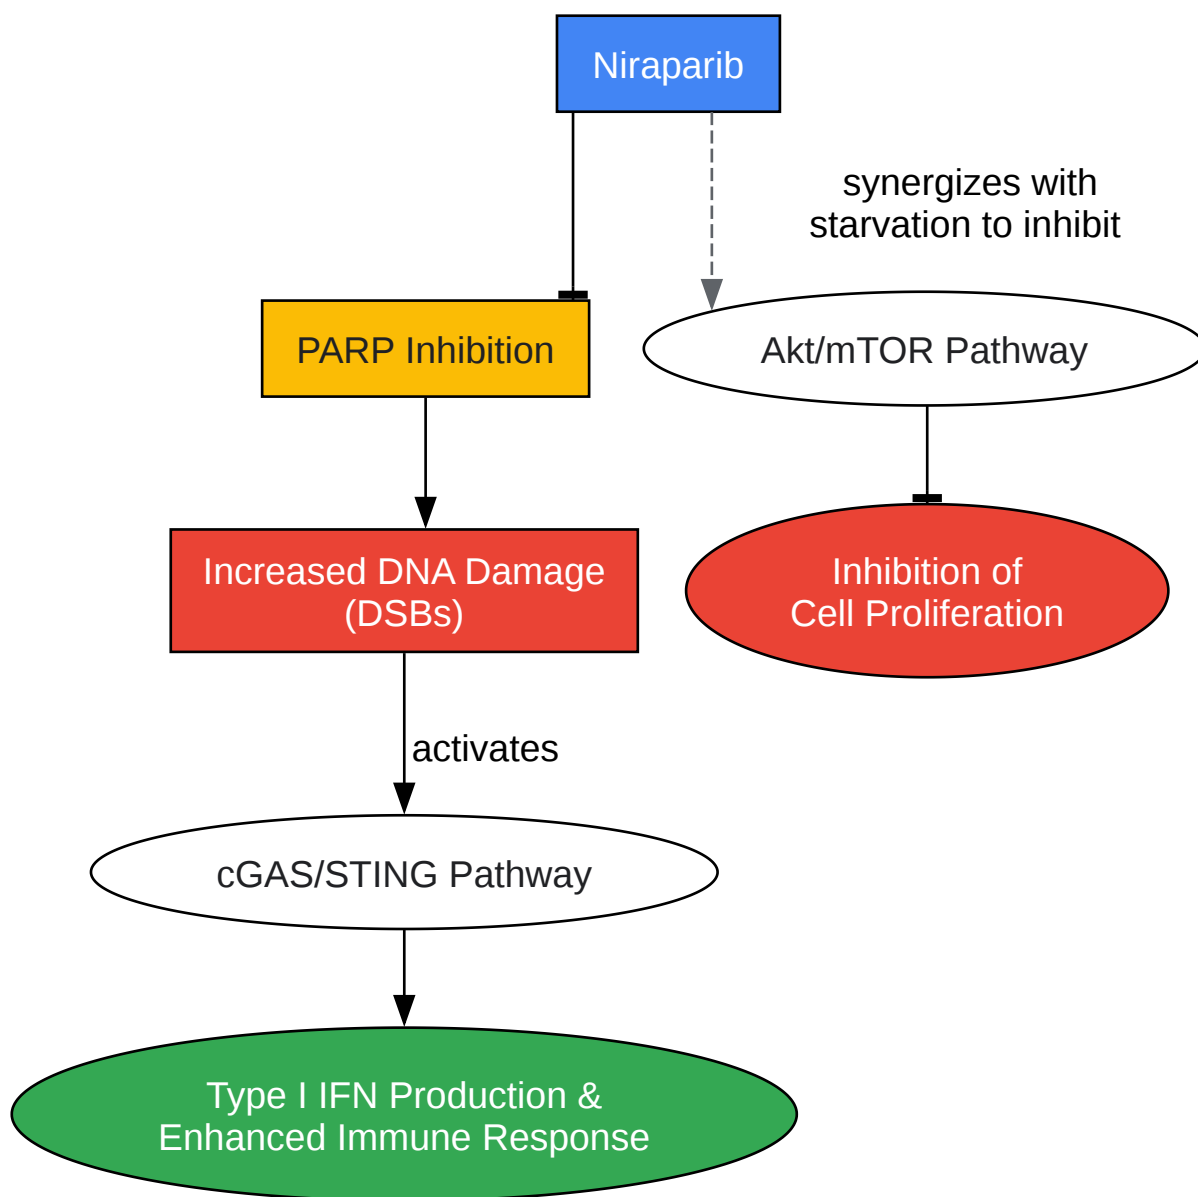 Niraparib
synergizes with
starvation to inhibit
PARP Inhibition
Akt/mTOR Pathway
Increased DNA Damage
(DSBs)
Inhibition of
Cell Proliferation
activates
cGAS/STING Pathway
Type I IFN Production &
Enhanced Immune Response